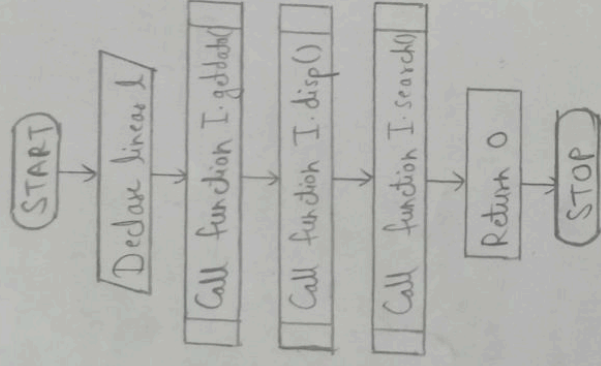 START
Declare linear l
Call function I.getdata()
Call function I.disp()
Call function I.search()
Return 0
STOP